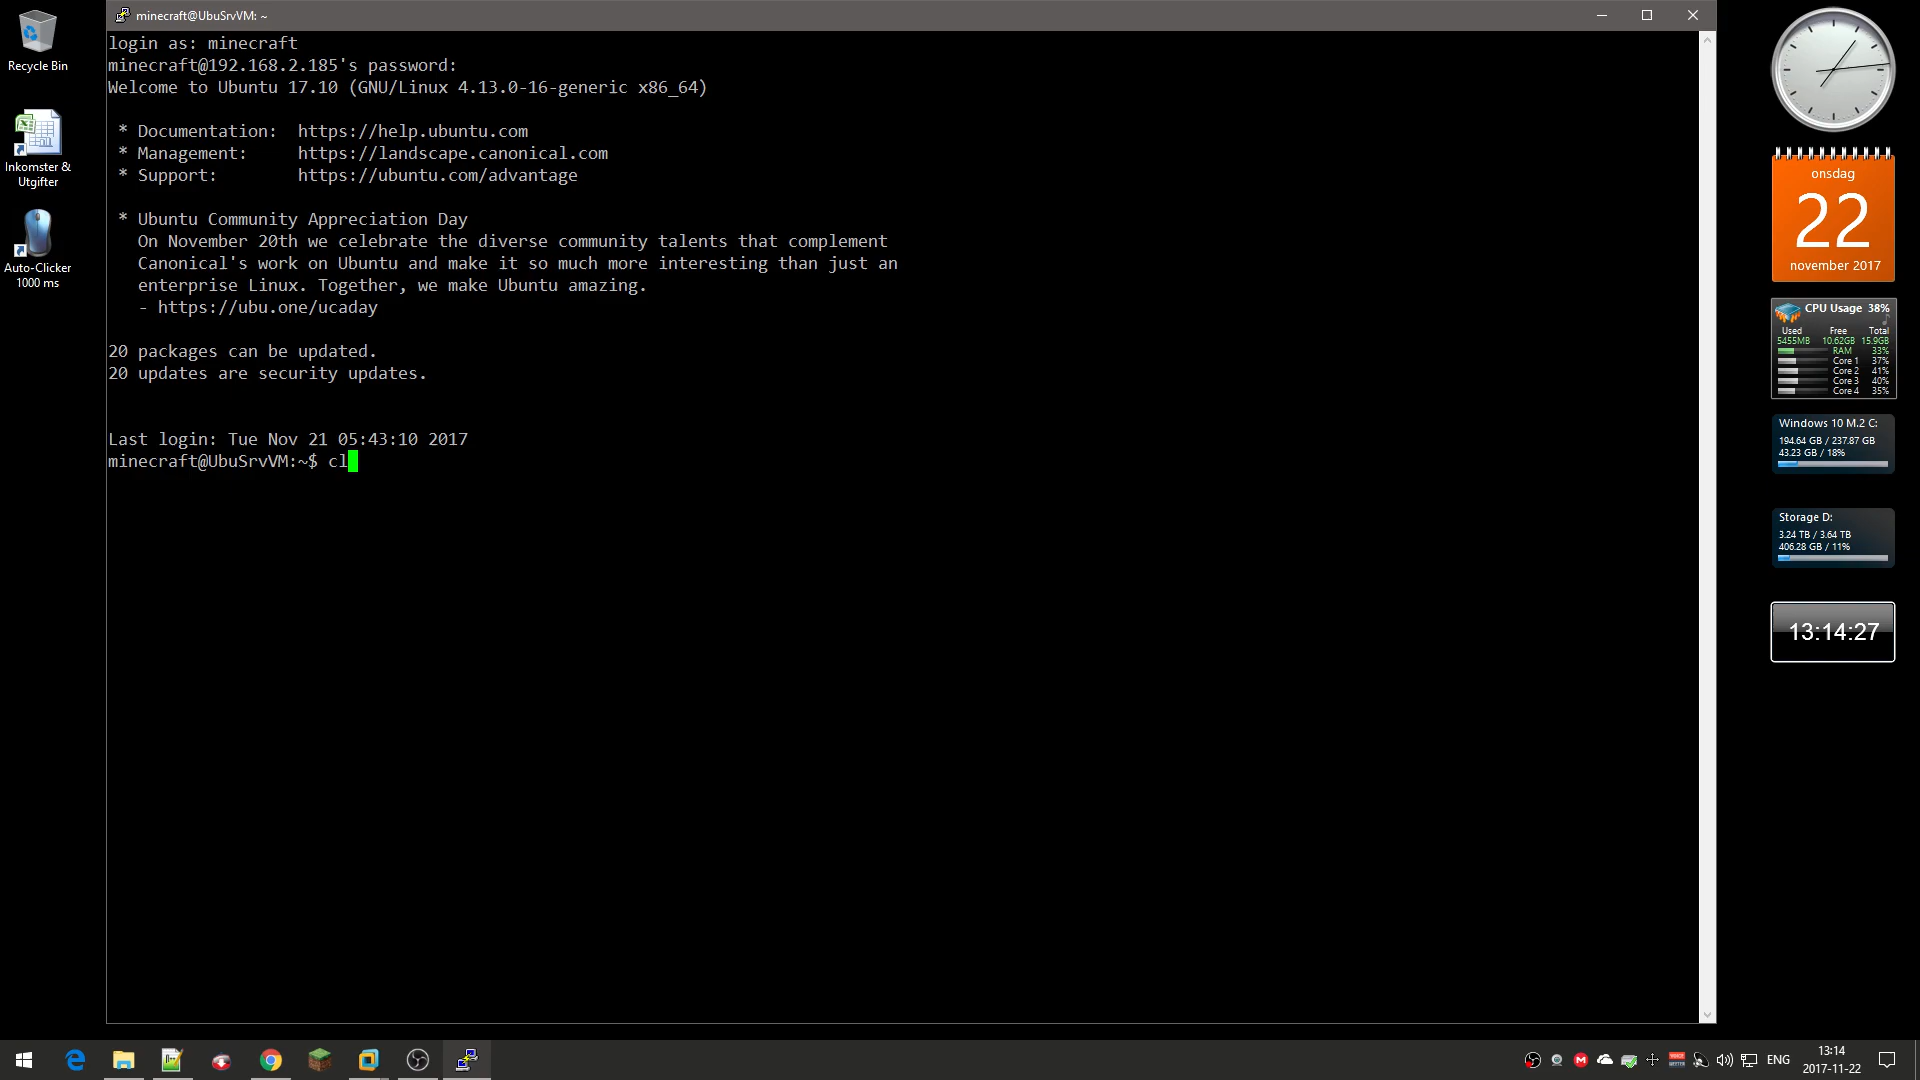 Recycle Bin
Inkomster &
Utgifter
Auto-Clicker
1000 ms
minecraft@UbuSrvVM: ~
login as: minecraft
minecraft@192.168.2.185's password:
Welcome to Ubuntu 17.10 (GNU/Linux 4.13.0-16-generic x86_64)
* Documentation:  https://help.ubuntu.com
* Management:     https://landscape.canonical.com
* Support:        https://ubuntu.com/advantage
* Ubuntu Community Appreciation Day
On November 20th we celebrate the diverse community talents that complement
Canonical's work on Ubuntu and make it so much more interesting than just an
enterprise Linux. Together, we make Ubuntu amazing.
- https://ubu.one/ucaday
20 packages can be updated.
20 updates are security updates.
Last login: Tue Nov 21 05:43:10 2017
minecraft@UbuSrvVM:~$ cl
onsdag
22
november 2017
CPU Usage 38%
Used Free Total
5455MB 10.62GB 15.9GB
RAM 33%
Core 1 37%
Core 2 41%
Core 3 40%
Core 4 35%
Windows 10 M.2 C:
194.64 GB / 237.87 GB
43.23 GB / 18%
Storage D:
3.24 TB / 3.64 TB
406.28 GB / 11%
13:14:27
ENG
13:14
2017-11-22